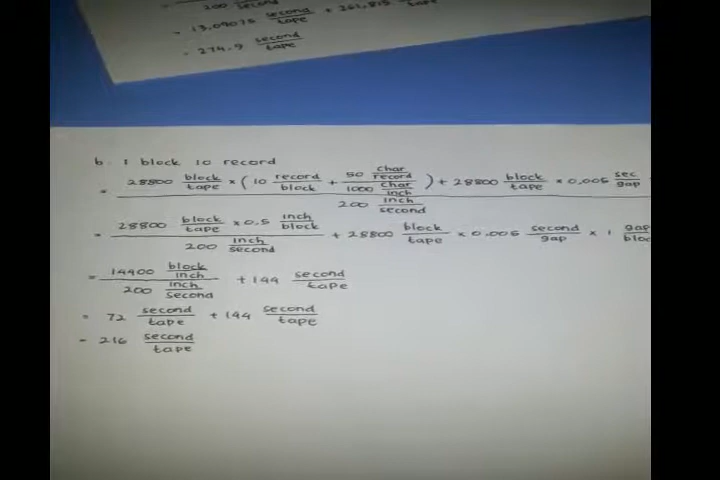 200 second
= 13,09075 second/tape + 261,815
= 274.9 second/tape
b. 1 block 10 record
= 28800 block/tape × (10 record/block + 50 char/record / 1000 char/inch) + 28800 block/tape × 0,005 sec/gap / 200 inch/second
= 28800 block/tape × 0,5 inch/block / 200 inch/second + 28800 block/tape × 0,005 second/gap × 1
= 14400 block/inch / 200 inch/second + 144 second/tape
= 72 second/tape + 144 second/tape
= 216 second/tape